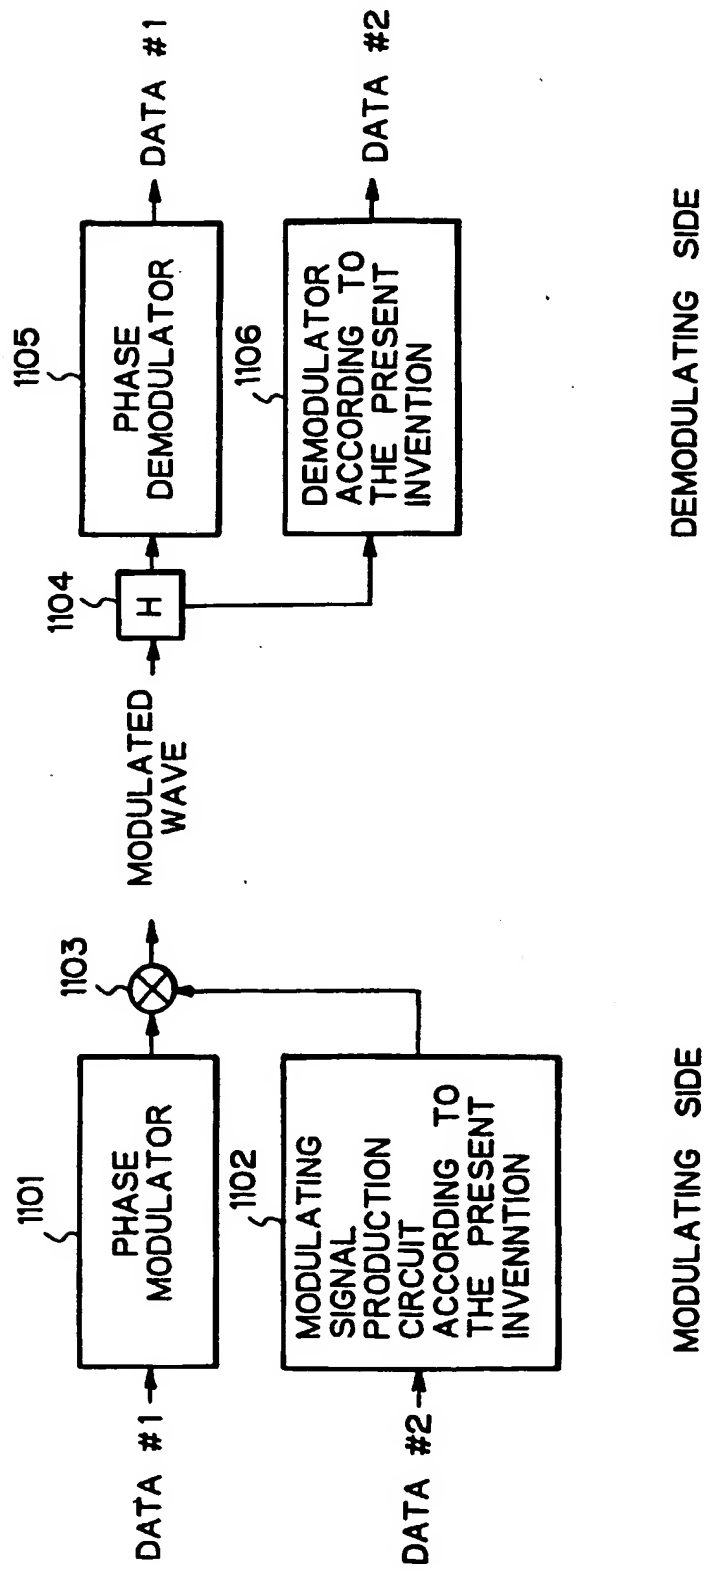 DATA #1
1101
PHASE
MODULATOR
DATA #2
1102
MODULATING
SIGNAL
PRODUCTION
CIRCUIT
ACCORDING TO
THE PRESENT
INVENNTION
1103
MODULATED
WAVE
1104
H
1105
PHASE
DEMODULATOR
DATA #1
1106
DEMODULATOR
ACCORDING TO
THE PRESENT
INVENTION
DATA #2
MODULATING SIDE
DEMODULATING SIDE